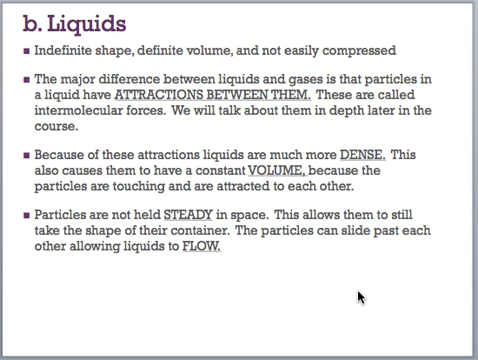 b. Liquids
Indefinite shape, definite volume, and not easily compressed
The major difference between liquids and gases is that particles in
a liquid have ATTRACTIONS BETWEEN THEM. These are called
intermolecular forces. We will talk about them in depth later in the
course.
Because of these attractions liquids are much more DENSE. This
also causes them to have a constant VOLUME, because the
particles are touching and are attracted to each other.
Particles are not held STEADY in space. This allows them to still
take the shape of their container. The particles can slide past each
other allowing liquids to FLOW.